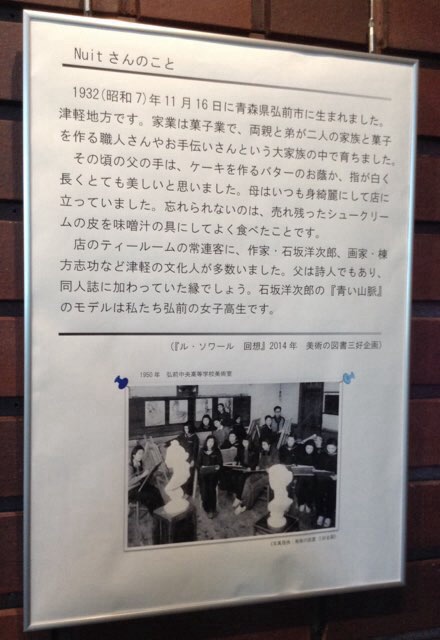 Nuitさんのこと
1932(昭和7)年11月16日に青森県弘前市に生まれました。
津軽地方です。家業は菓子業で、両親と弟が二人の家族と菓子
を作る職人さんやお手伝いさんという大家族の中で育ちました。
その頃の父の手は、ケーキを作るバターのお蔭か、指が白く
長くとても美しいと思いました。母はいつも身綺麗にして店に
立っていました。忘れられないのは、売れ残ったシュークリー
ムの皮を味噌汁の具にしてよく食べたことです。
店のティールームの常連客に、作家・石坂洋次郎、画家・棟
方志功など津軽の文化人が多数いました。父は詩人でもあり、
同人誌に加わっていた縁でしょう。石坂洋次郎の『青い山脈』
のモデルは私たち弘前の女子高生です。
(『ル・ソワール 回想』2014年 美術の図書三好企画)
1950年 弘前中央高等学校美術室